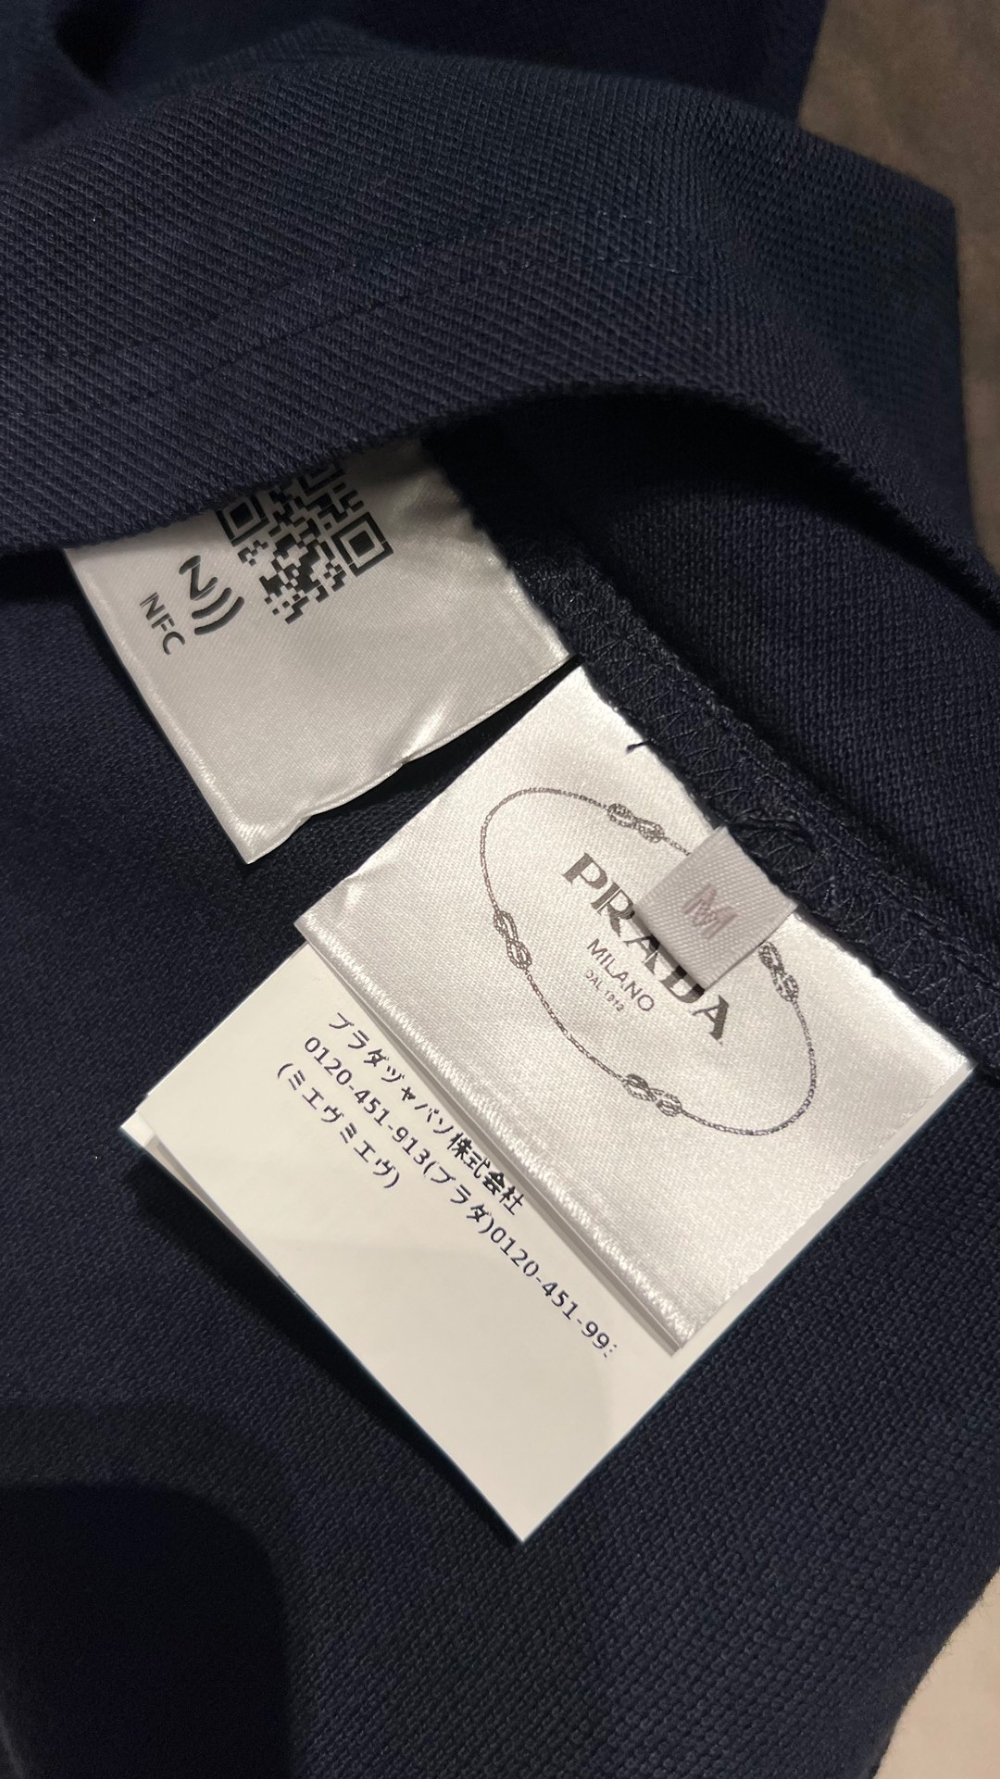 NFC
PRADA
MILANO
DAL 1913
M
プラダジャパン株式会社
0120-451-913(プラダ)0120-451-993
(ミュウミュウ)